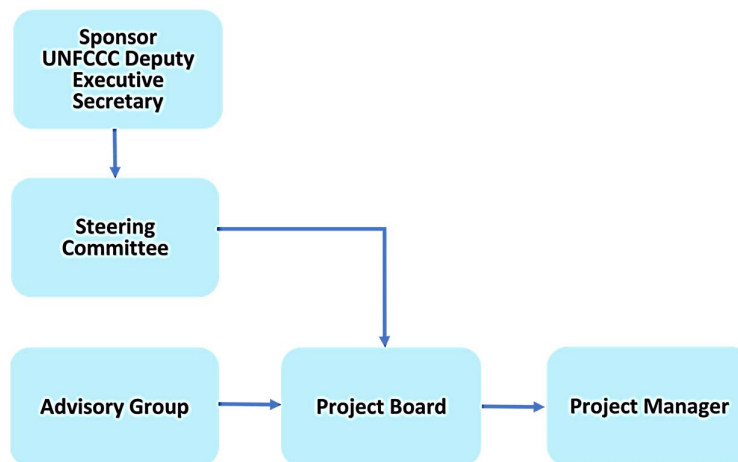 Sponsor
UNFCCC Deputy
Executive
Secretary
Steering
Committee
Advisory Group
Project Board
Project Manager